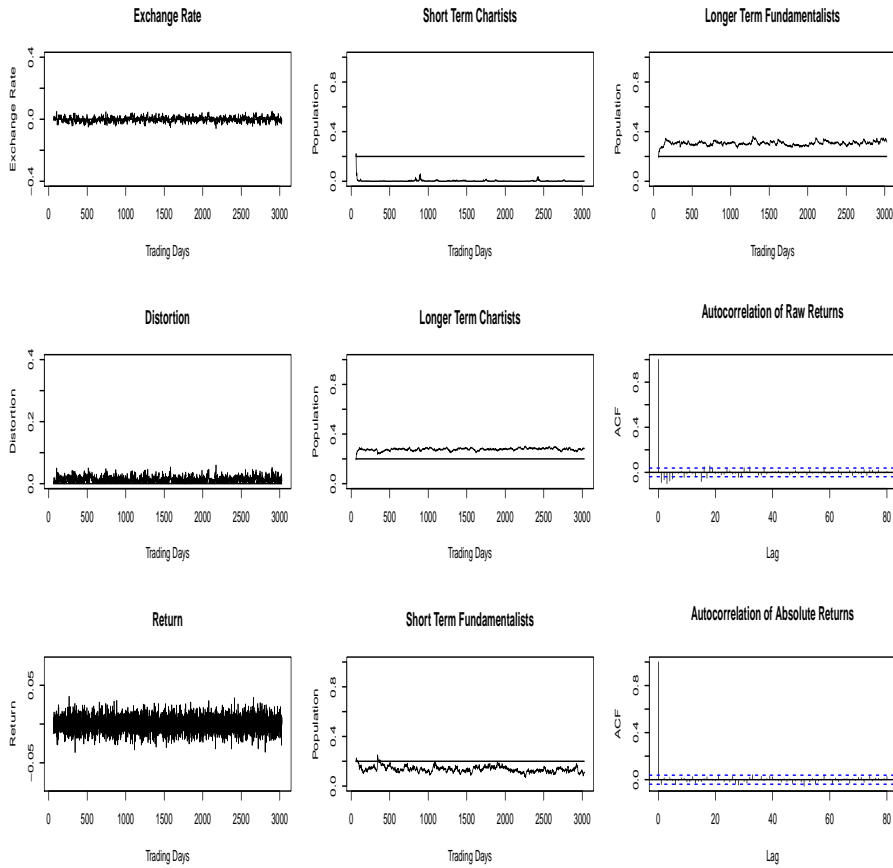 Exchange Rate
Exchange Rate
−0.4 0.0 0.4
0 500 1000 1500 2000 2500 3000
Trading Days
Short Term Chartists
Population
0.0 0.4 0.8
0 500 1000 1500 2000 2500 3000
Trading Days
Longer Term Fundamentalists
Population
0.0 0.4 0.8
0 500 1000 1500 2000 2500 3000
Trading Days
Distortion
Distortion
0.0 0.2 0.4
0 500 1000 1500 2000 2500 3000
Trading Days
Longer Term Chartists
Population
0.0 0.4 0.8
0 500 1000 1500 2000 2500 3000
Trading Days
Autocorrelation of Raw Returns
ACF
0.0 0.4 0.8
0 20 40 60 80
Lag
Return
Return
−0.05 0.05
0 500 1000 1500 2000 2500 3000
Trading Days
Short Term Fundamentalists
Population
0.0 0.4 0.8
0 500 1000 1500 2000 2500 3000
Trading Days
Autocorrelation of Absolute Returns
ACF
0.0 0.4 0.8
0 20 40 60 80
Lag